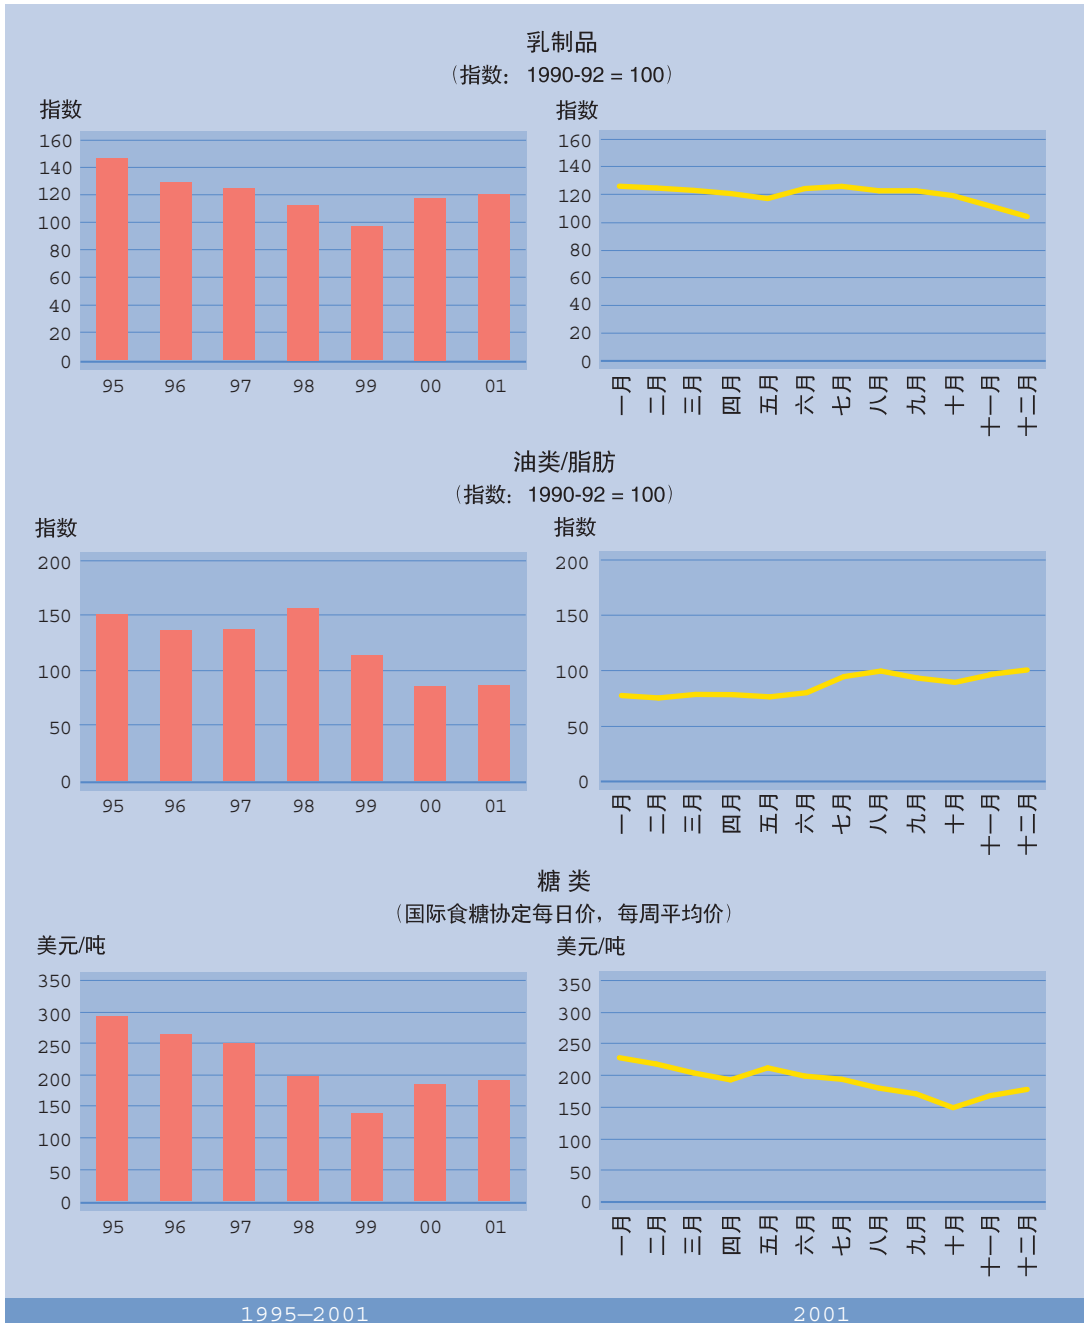 乳制品
（指数： 1990-92 = 100）
指数
160
140
120
100
80
60
40
20
0
95 96 97 98 99 00 01
指数
160
140
120
100
80
60
40
20
0
一月 二月 三月 四月 五月 六月 七月 八月 九月 十月 十一月 十二月
油类/脂肪
（指数： 1990-92 = 100）
指数
200
150
100
50
0
95 96 97 98 99 00 01
指数
200
150
100
50
0
一月 二月 三月 四月 五月 六月 七月 八月 九月 十月 十一月 十二月
糖 类
（国际食糖协定每日价，每周平均价）
美元/吨
350
300
250
200
150
100
50
0
95 96 97 98 99 00 01
美元/吨
350
300
250
200
150
100
50
0
一月 二月 三月 四月 五月 六月 七月 八月 九月 十月 十一月 十二月
1995—2001 2001